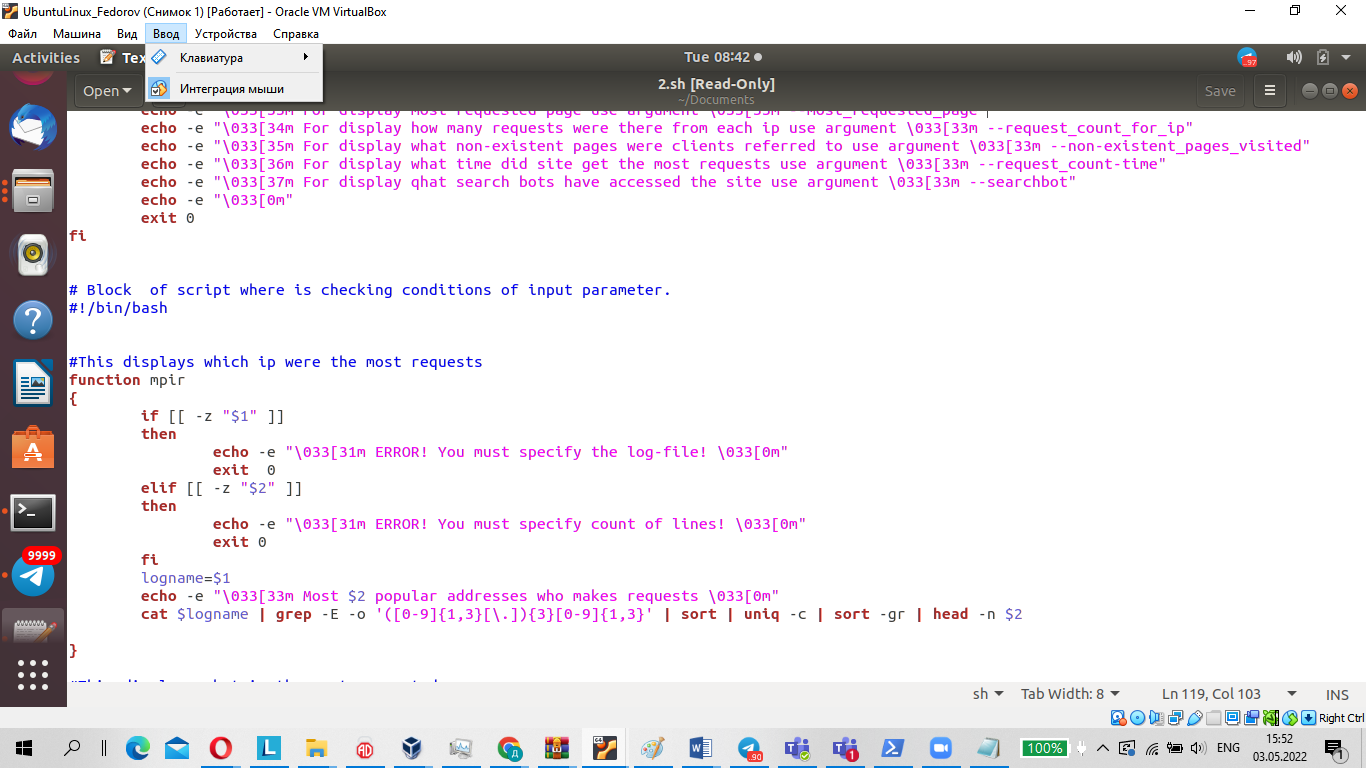 UbuntuLinux_Fedorov (Снимок 1) [Работает] - Oracle VM VirtualBox
Файл Машина Вид Ввод Устройства Справка
Клавиатура
Интеграция мыши
Activities Tex Tue 08:42
.97
Open 2.sh [Read-Only] Save
~/Documents
echo -e "\033[34m For display how many requests were there from each ip use argument \033[33m --request_count_for_ip"
echo -e "\033[35m For display what non-existent pages were clients referred to use argument \033[33m --non-existent_pages_visited"
echo -e "\033[36m For display what time did site get the most requests use argument \033[33m --request_count-time"
echo -e "\033[37m For display qhat search bots have accessed the site use argument \033[33m --searchbot"
echo -e "\033[0m"
exit 0
fi
# Block  of script where is checking conditions of input parameter.
#!/bin/bash
#This displays which ip were the most requests
function mpir
{
if [[ -z "$1" ]]
then
echo -e "\033[31m ERROR! You must specify the log-file! \033[0m"
exit  0
elif [[ -z "$2" ]]
then
echo -e "\033[31m ERROR! You must specify count of lines! \033[0m"
exit 0
fi
logname=$1
echo -e "\033[33m Most $2 popular addresses who makes requests \033[0m"
cat $logname | grep -E -o '([0-9]{1,3}[\.]){3}[0-9]{1,3}' | sort | uniq -c | sort -gr | head -n $2
}
9999
sh Tab Width: 8 Ln 119, Col 103 INS
Right Ctrl
.90
1
100%
ENG
15:52
03.05.2022
1